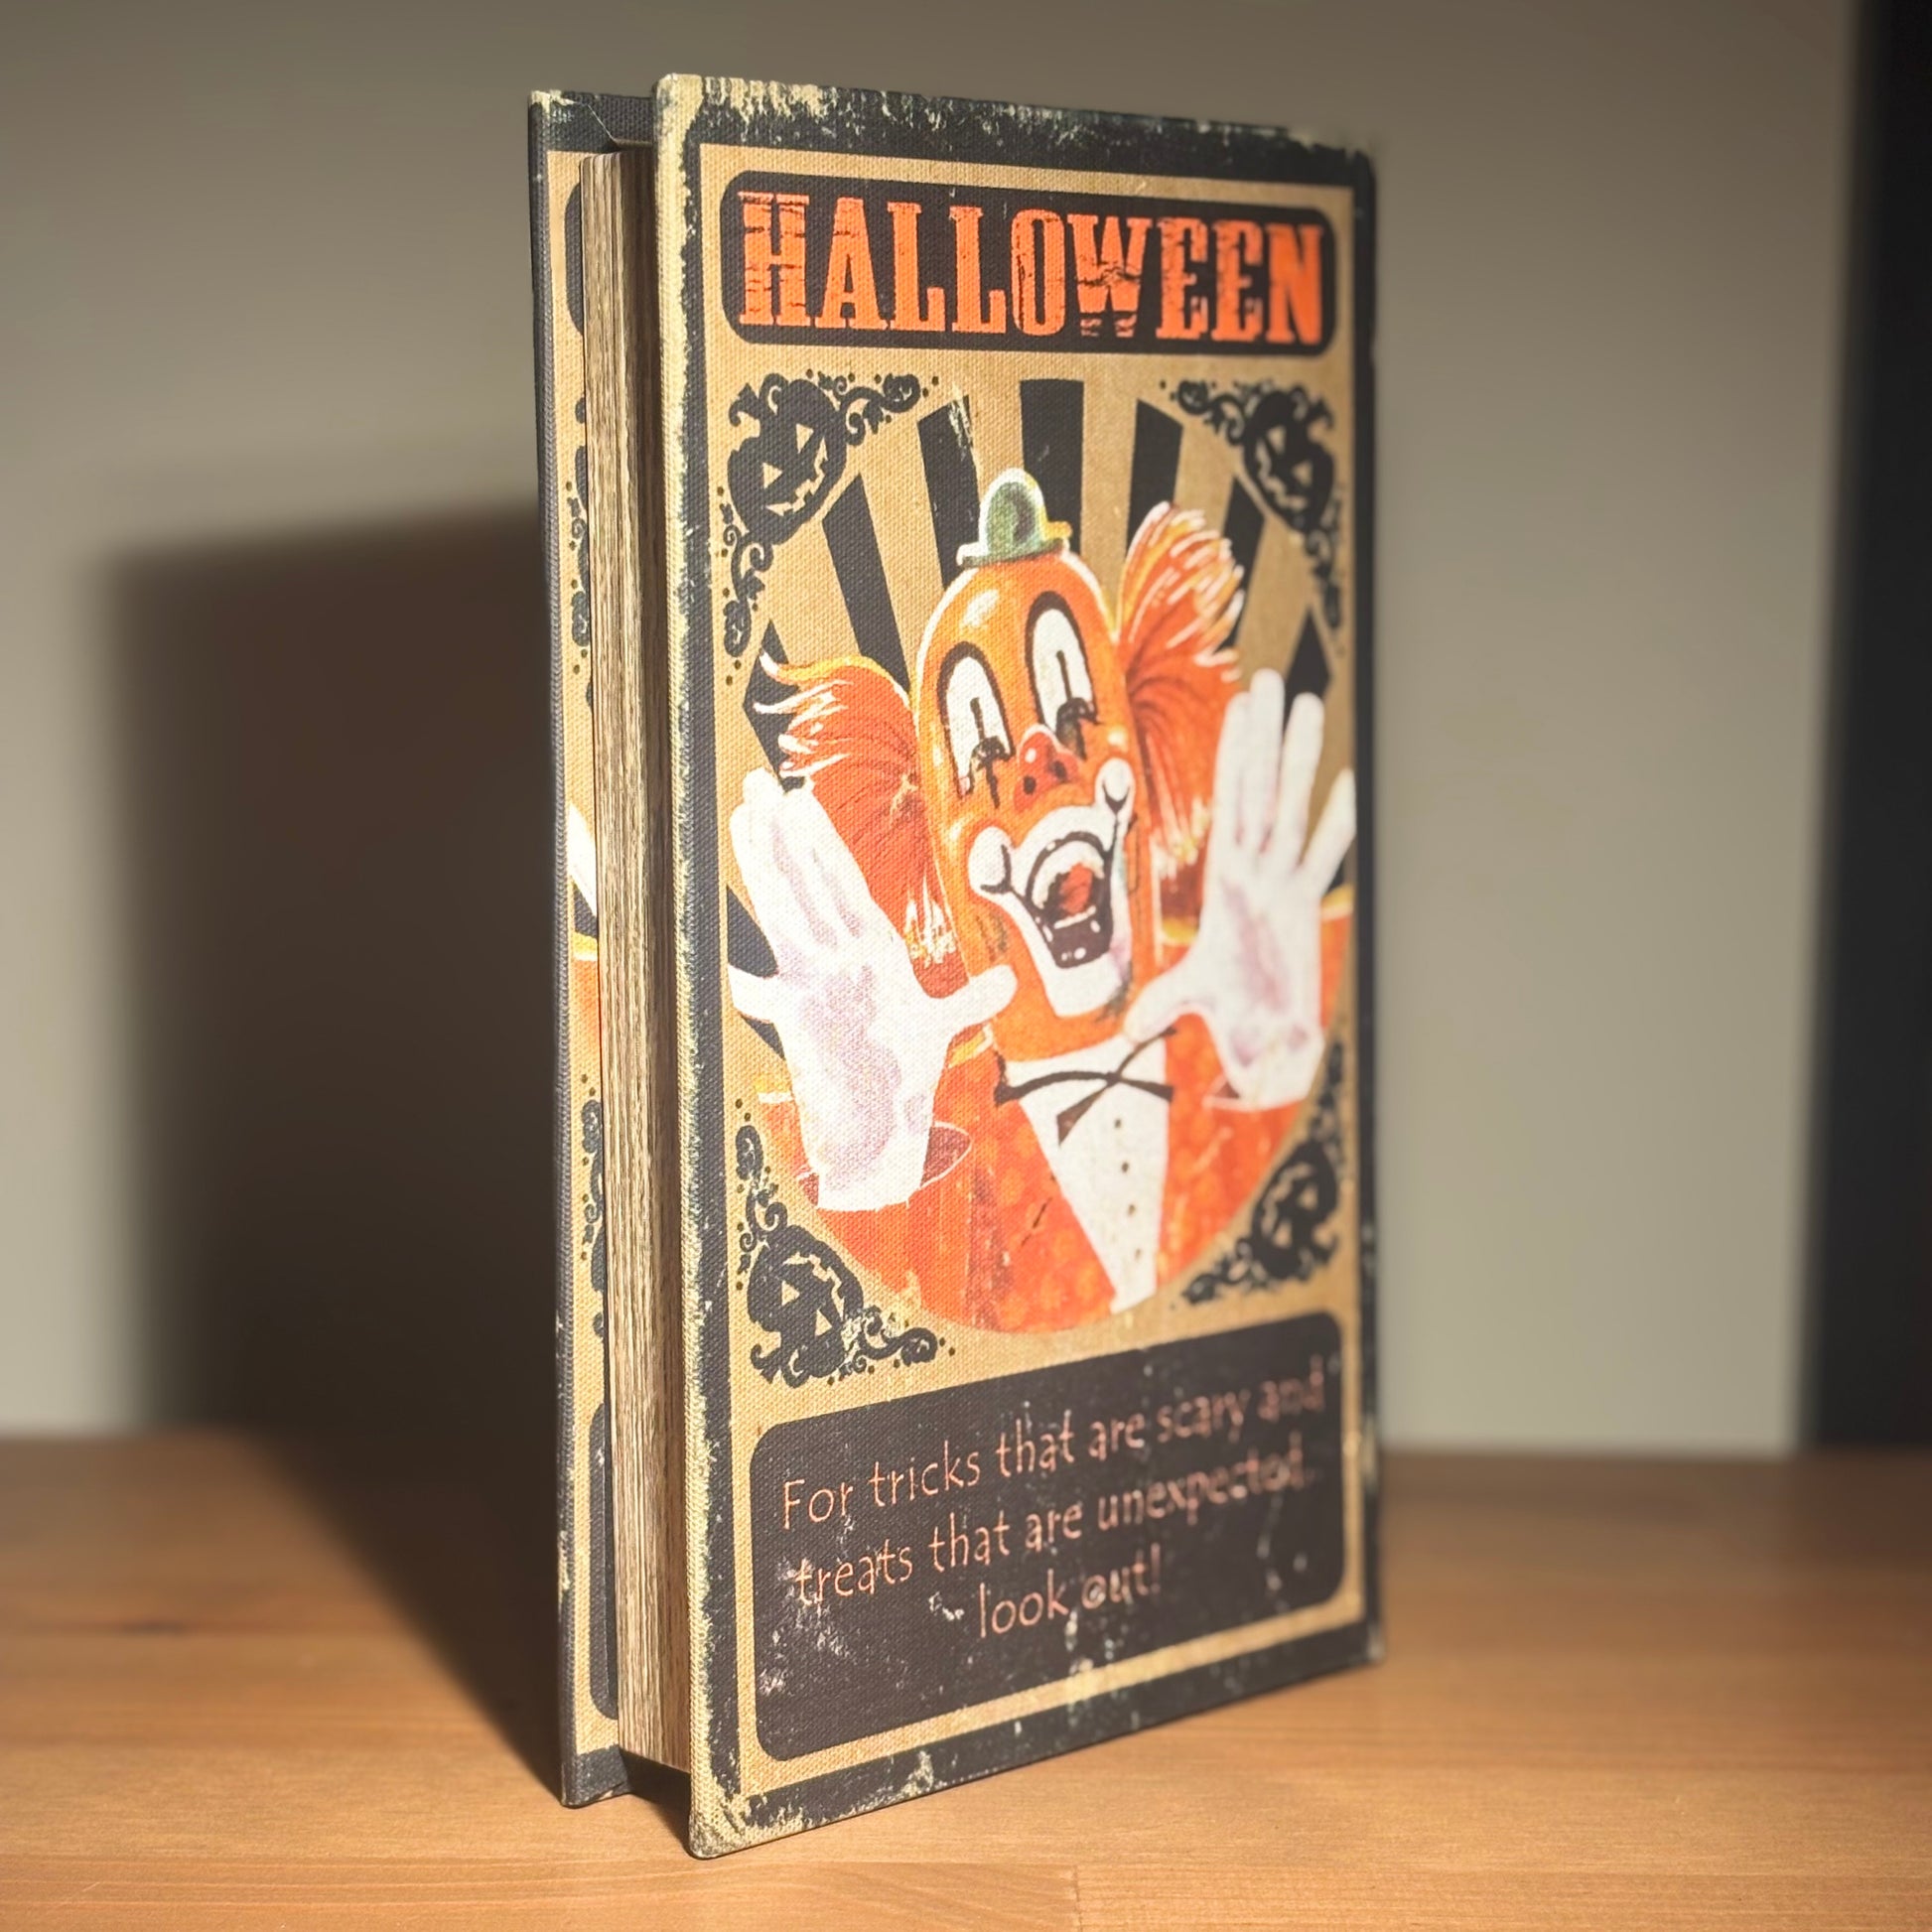 HALLOWEEN
For tricks that are scary and
treats that are unexpected.
look out!